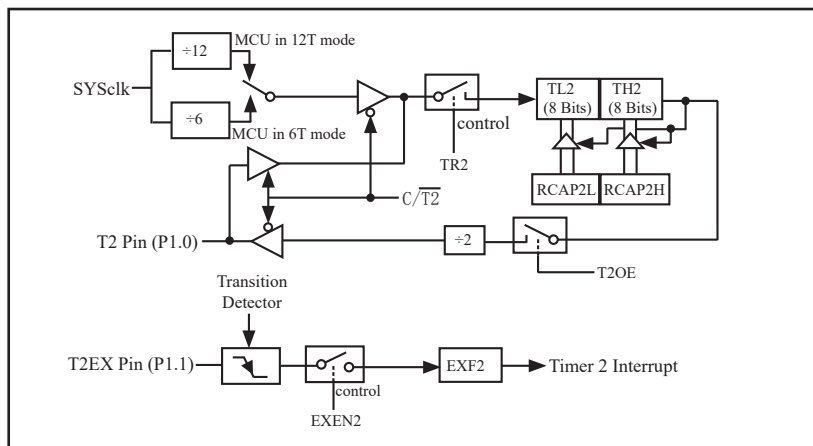 ÷12
MCU in 12T mode
SYSclk
÷6
MCU in 6T mode
control
TR2
TL2
(8 Bits)
TH2
(8 Bits)
RCAP2L
RCAP2H
C/T2
T2 Pin (P1.0)
÷2
T2OE
Transition
Detector
T2EX Pin (P1.1)
control
EXEN2
EXF2
Timer 2 Interrupt